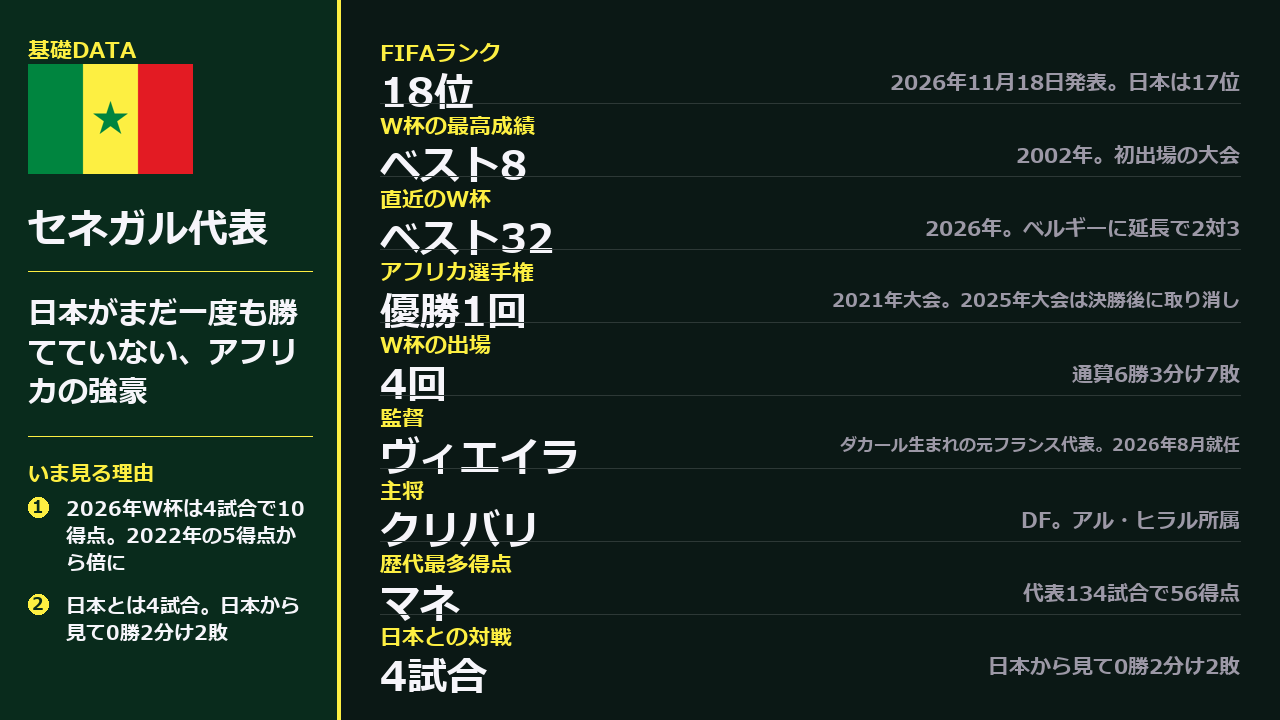 基礎DATA
セネガル代表
日本がまだ一度も勝
てていない、アフリ
カの強豪
いま見る理由
1 2026年W杯は4試合で10
得点。2022年の5得点か
ら倍に
2 日本とは4試合。日本から
見て0勝2分け2敗
FIFAランク
18位 2026年11月18日発表。日本は17位
W杯の最高成績
ベスト8 2002年。初出場の大会
直近のW杯
ベスト32 2026年。ベルギーに延長で2対3
アフリカ選手権
優勝1回 2021年大会。2025年大会は決勝後に取り消し
W杯の出場
4回 通算6勝3分け7敗
監督
ヴィエイラ ダカール生まれの元フランス代表。2026年8月就任
主将
クリバリ DF。アル・ヒラル所属
歴代最多得点
マネ 代表134試合で56得点
日本との対戦
4試合 日本から見て0勝2分け2敗